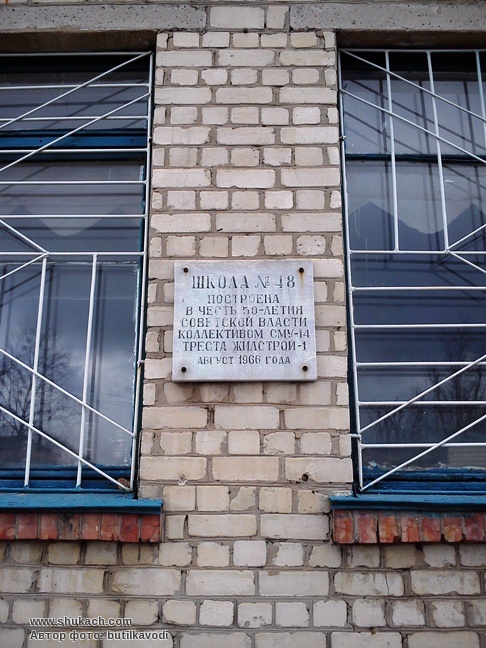 ШКОЛА № 48
ПОСТРОЕНА
В ЧЕСТЬ 50-ЛЕТИЯ
СОВЕТСКОЙ ВЛАСТИ
КОЛЛЕКТИВОМ СМУ-14
ТРЕСТА ЖИЛСТРОЙ-1
АВГУСТ 1966 ГОДА
www.shukach.com
Автор фото: butilkavodi